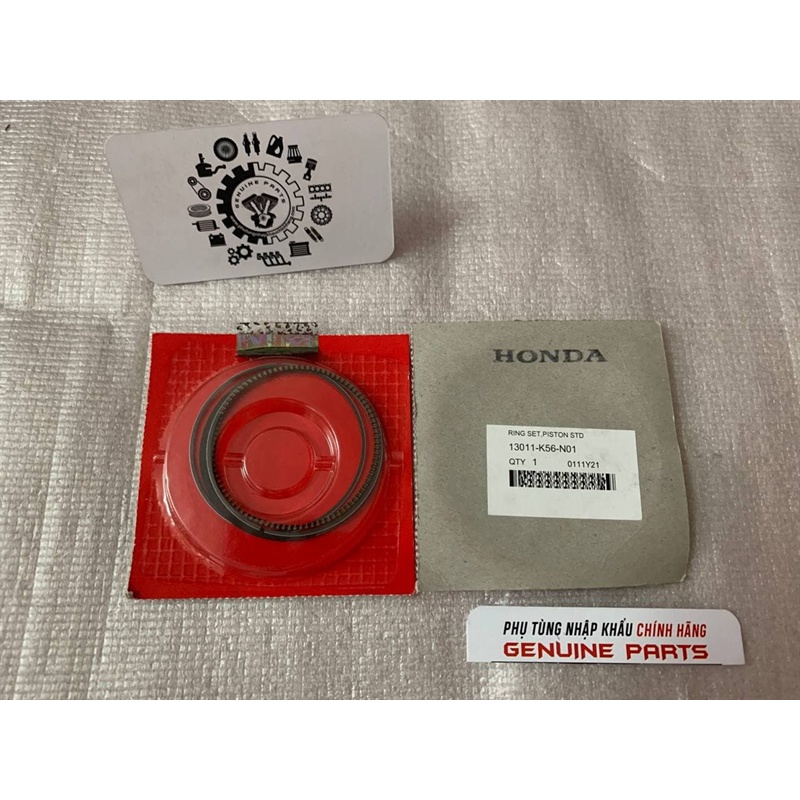 GENUINE PARTS
HONDA
RING SET,PISTON STD
13011-K56-N01
QTY 1 0111Y21
PHỤ TÙNG NHẬP KHẨU CHÍNH HÃNG
GENUINE PARTS